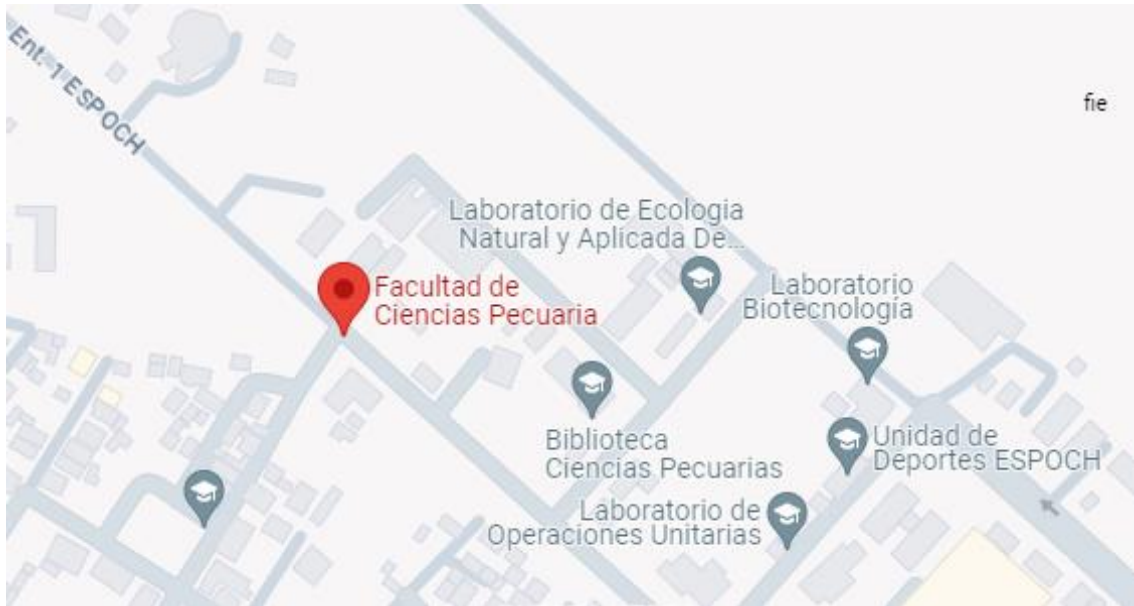 Ent. 1 ESPOCH
fie
Laboratorio de Ecologia
Natural y Aplicada De...
Facultad de
Ciencias Pecuaria
Laboratorio
Biotecnología
Biblioteca
Ciencias Pecuarias
Unidad de
Deportes ESPOCH
Laboratorio de
Operaciones Unitarias